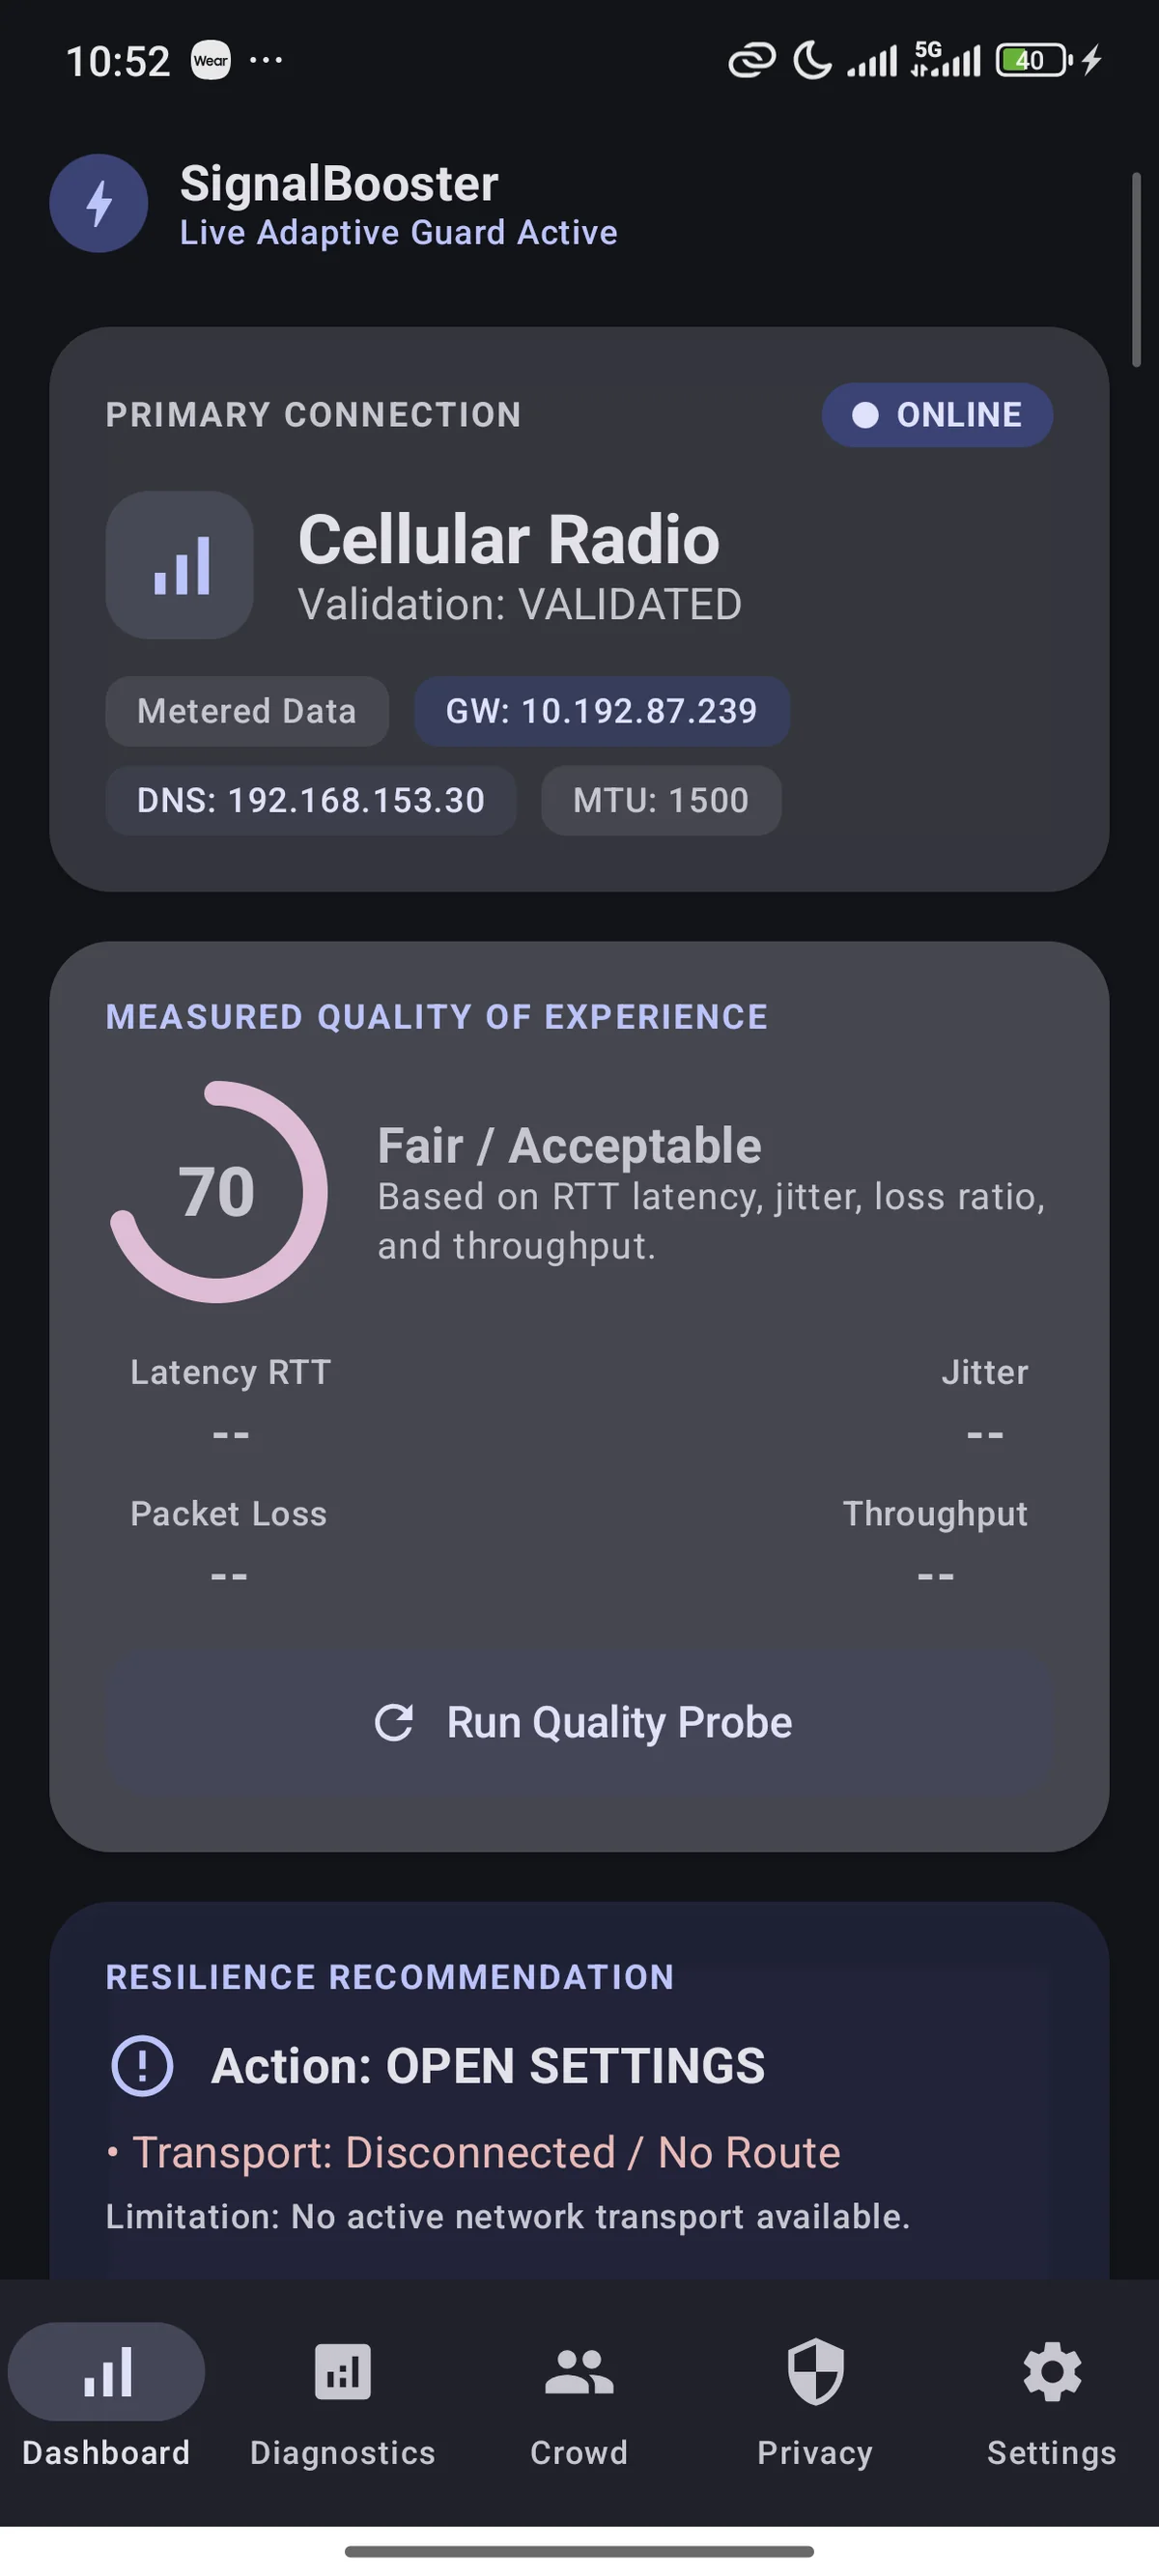 10:52 Wear ...
5G 40
SignalBooster
Live Adaptive Guard Active
PRIMARY CONNECTION
ONLINE
Cellular Radio
Validation: VALIDATED
Metered Data
GW: 10.192.87.239
DNS: 192.168.153.30
MTU: 1500
MEASURED QUALITY OF EXPERIENCE
70
Fair / Acceptable
Based on RTT latency, jitter, loss ratio,
and throughput.
Latency RTT
--
Jitter
--
Packet Loss
--
Throughput
--
Run Quality Probe
RESILIENCE RECOMMENDATION
Action: OPEN SETTINGS
• Transport: Disconnected / No Route
Limitation: No active network transport available.
Dashboard
Diagnostics
Crowd
Privacy
Settings